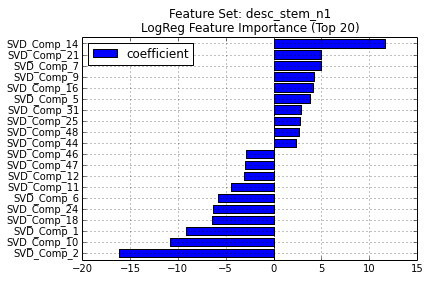 Feature Set: desc_stem_n1
LogReg Feature Importance (Top 20)
coefficient
SVD_Comp_14
SVD_Comp_21
SVD_Comp_7
SVD_Comp_9
SVD_Comp_16
SVD_Comp_5
SVD_Comp_31
SVD_Comp_25
SVD_Comp_48
SVD_Comp_44
SVD_Comp_46
SVD_Comp_47
SVD_Comp_12
SVD_Comp_11
SVD_Comp_6
SVD_Comp_24
SVD_Comp_18
SVD_Comp_1
SVD_Comp_10
SVD_Comp_2
−20 −15 −10 −5 0 5 10 15